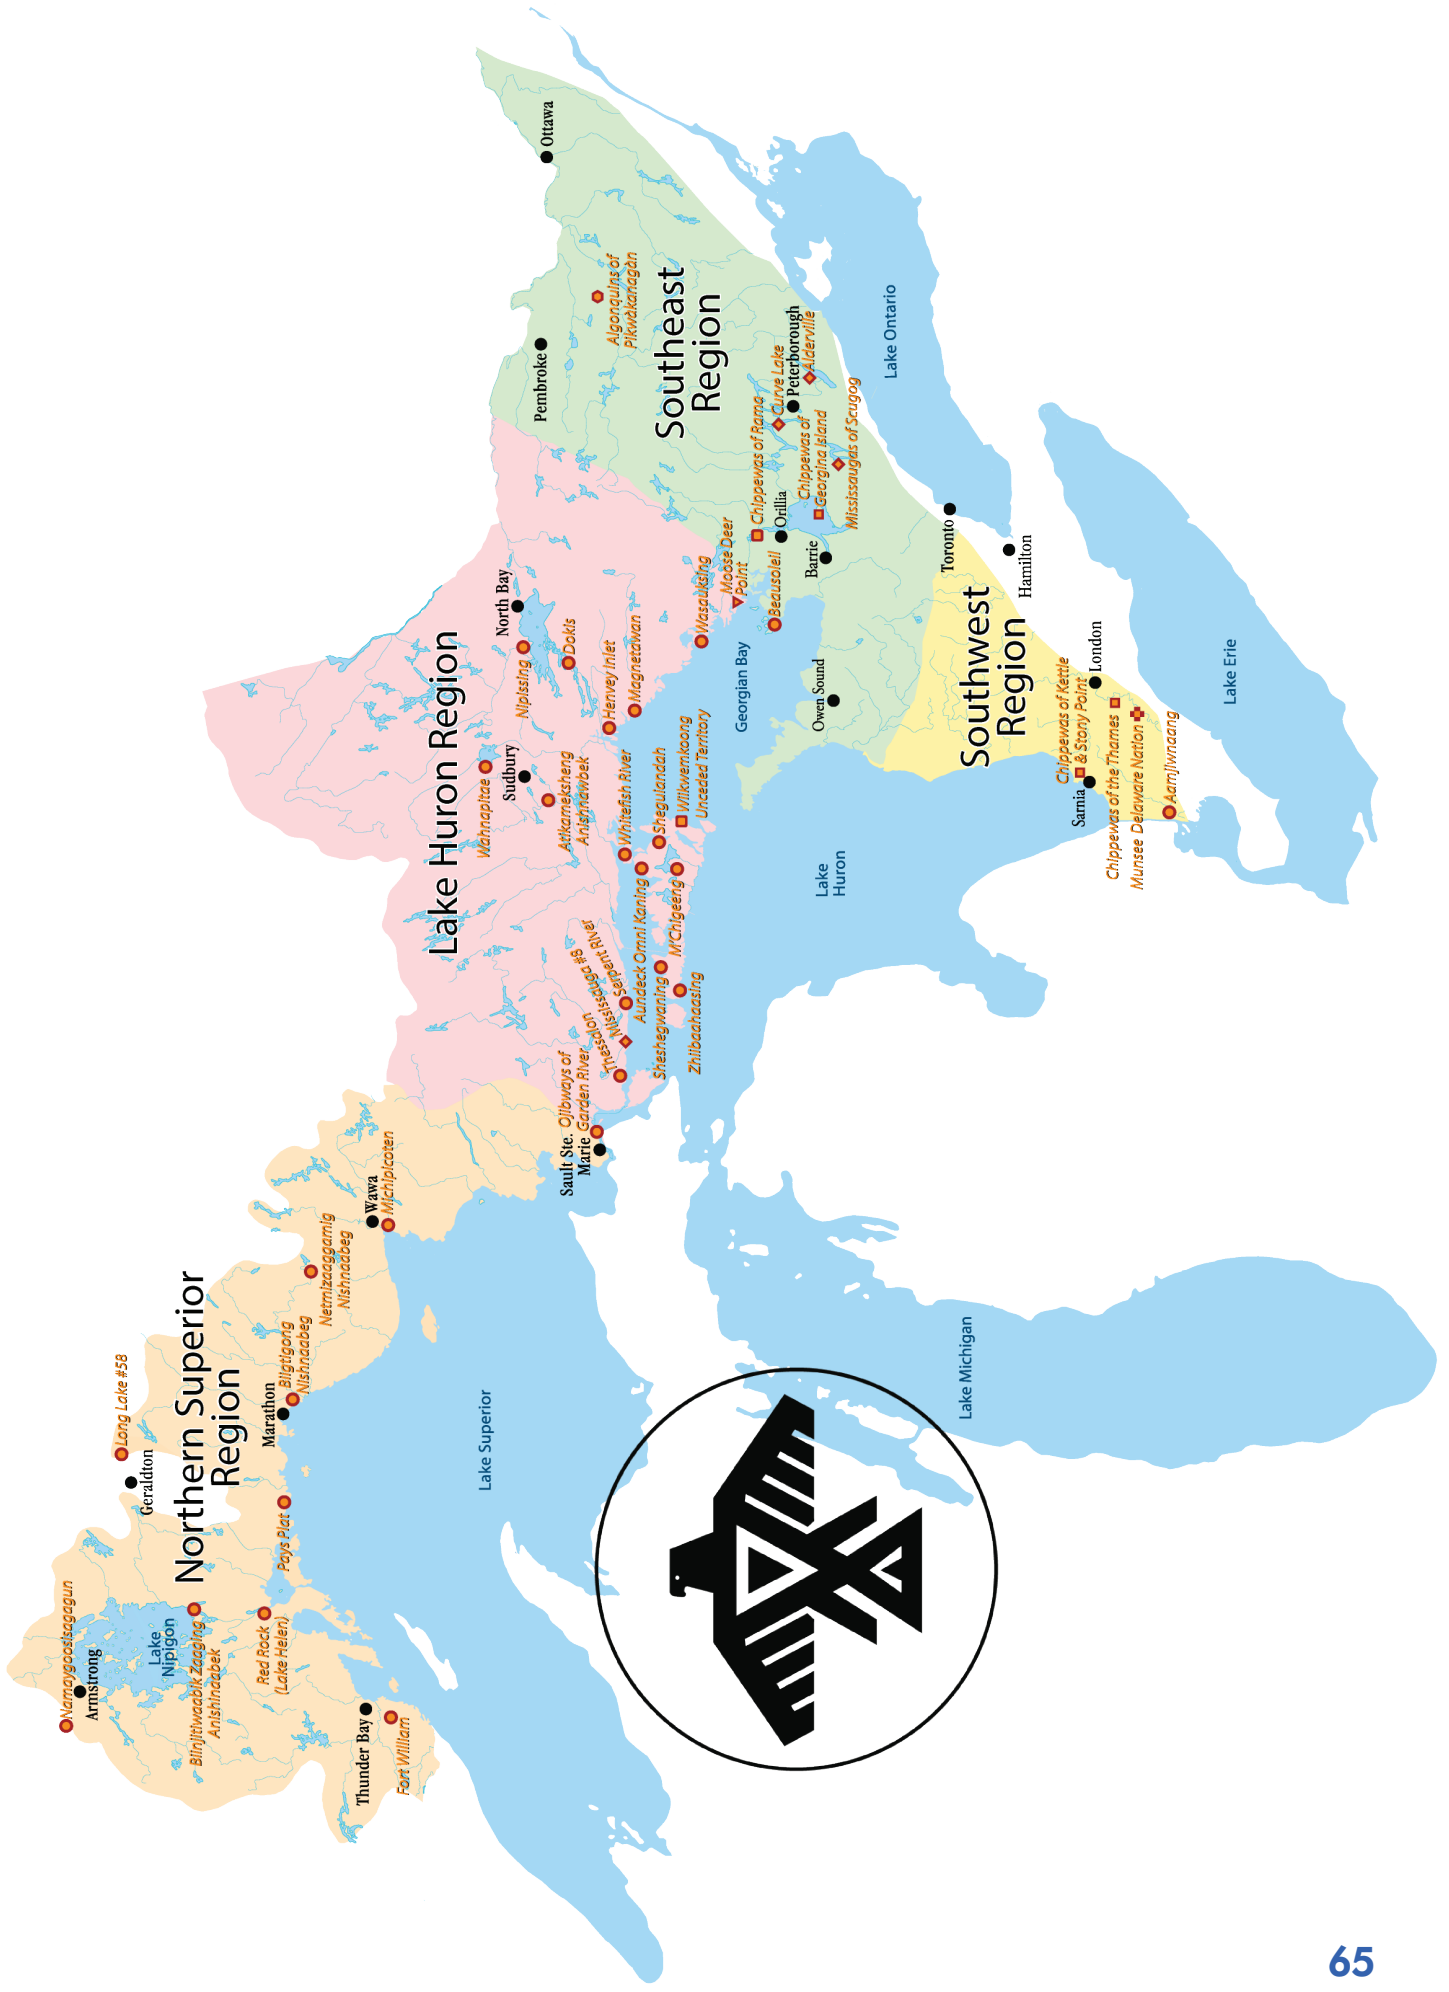 Namaygoosisagagun
Armstrong
Lake
Nipigon
Biinjitiwaabik Zaaging
Anishinaabek
Red Rock
(Lake Helen)
Thunder Bay
Fort William
Long Lake #58
Geraldton
Northern Superior
Region
Pays Plat
Marathon
Biigtigong
Nishnaabeg
Netmizaaggamig
Nishnaabeg
Wawa
Michipicoten
Lake Superior
Sault Ste.
Marie
Ojibways of
Garden River
Thessalon
Mississauga #8
Serpent River
Lake Huron Region
Wahnapitae
Sudbury
Atikameksheng
Anishnawbek
Nipissing
North Bay
Dokis
Henvey Inlet
Magnetawan
Whitefish River
Aundeck Omni Kaning
Sheguiandah
Wiikwemkoong
Unceded Territory
M'Chigeeng
Sheshegwaning
Zhiibaahaasing
Wasauksing
Georgian Bay
Lake
Huron
Lake Michigan
Ottawa
Pembroke
Algonquins of
Pikwàkanagàn
Southeast
Region
Moose Deer
Point
Chippewas of Rama
Curve Lake
Peterborough
Alderville
Orillia
Chippewas of
Georgina Island
Mississaugas of Scugog
Beausoleil
Barrie
Owen Sound
Lake Ontario
Toronto
Hamilton
Southwest
Region
London
Chippewas of Kettle
& Stony Point
Sarnia
Chippewas of the Thames
Munsee Delaware Nation
Aamjiwnaang
Lake Erie
65